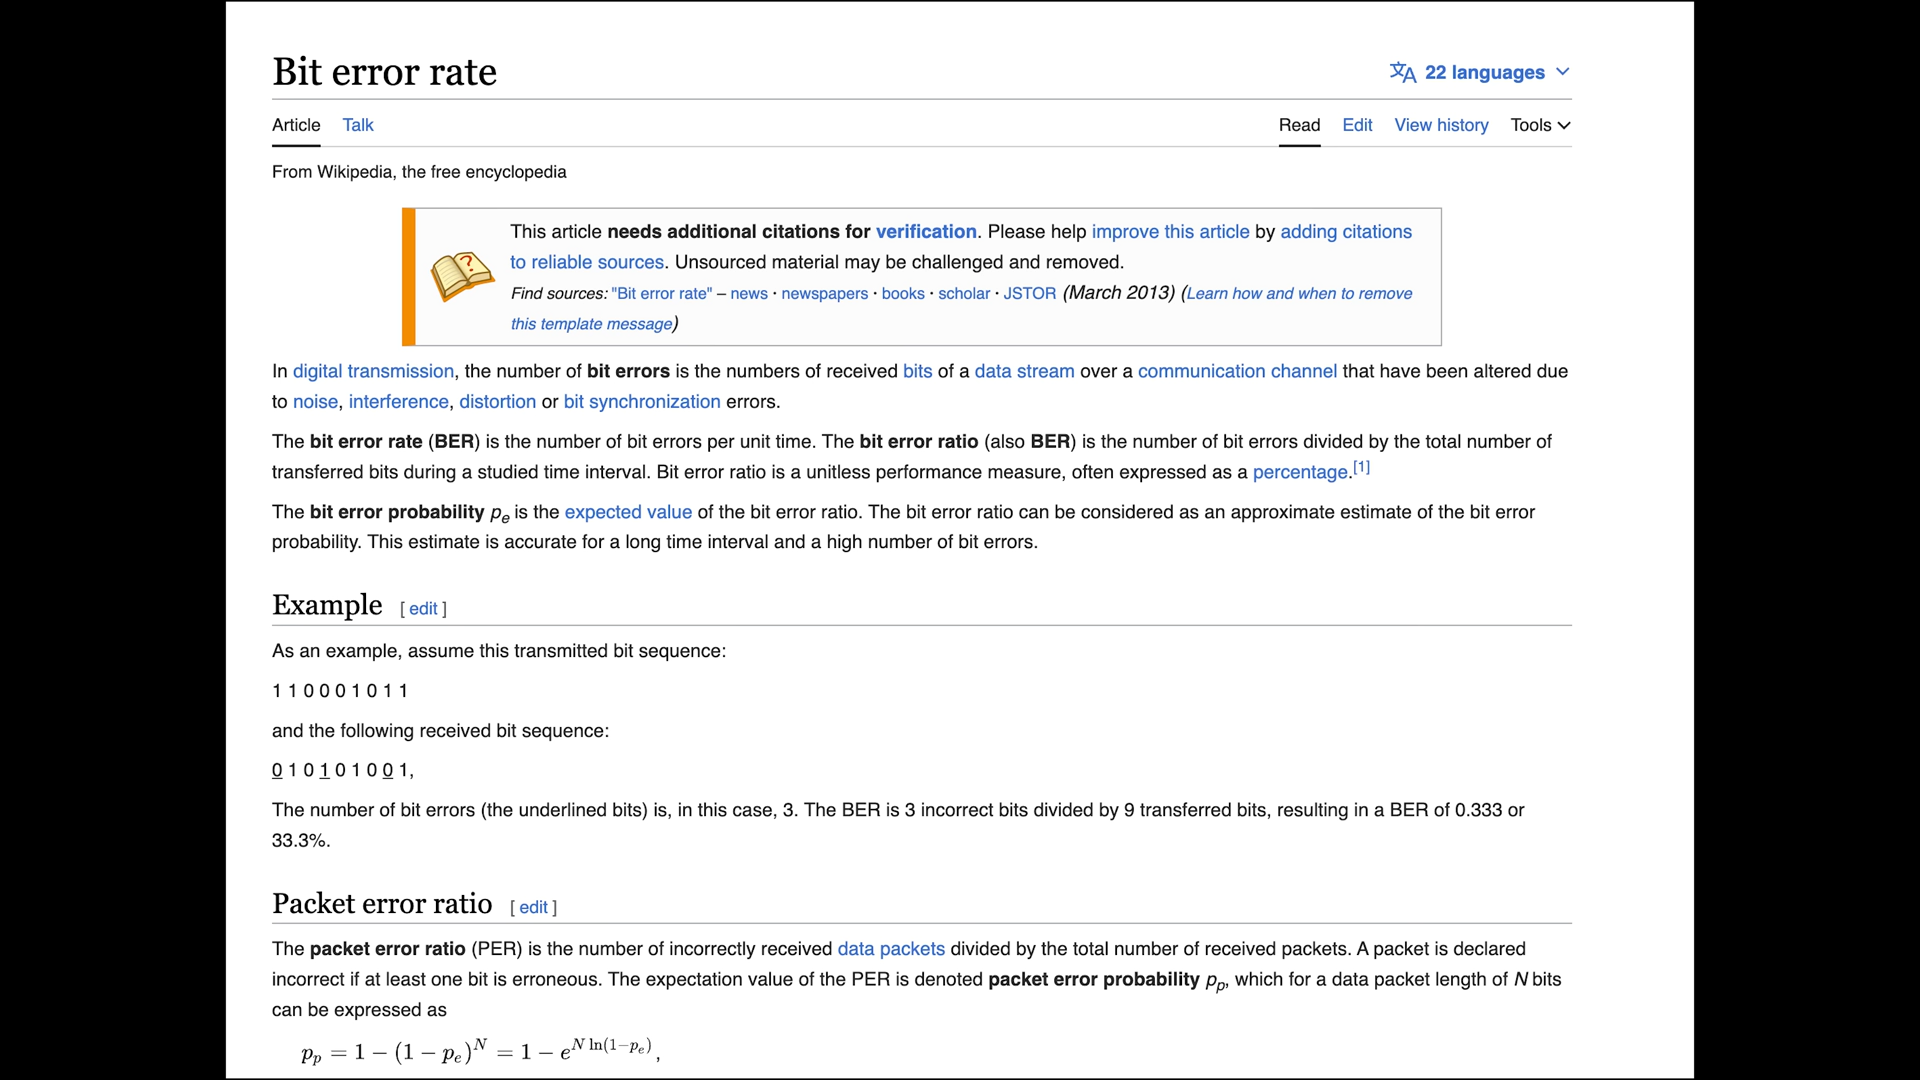 Bit error rate
22 languages
Article Talk Read Edit View history Tools
From Wikipedia, the free encyclopedia
This article needs additional citations for verification. Please help improve this article by adding citations
to reliable sources. Unsourced material may be challenged and removed.
Find sources: "Bit error rate" – news · newspapers · books · scholar · JSTOR (March 2013) (Learn how and when to remove
this template message)
In digital transmission, the number of bit errors is the numbers of received bits of a data stream over a communication channel that have been altered due
to noise, interference, distortion or bit synchronization errors.
The bit error rate (BER) is the number of bit errors per unit time. The bit error ratio (also BER) is the number of bit errors divided by the total number of
transferred bits during a studied time interval. Bit error ratio is a unitless performance measure, often expressed as a percentage.[1]
The bit error probability pe is the expected value of the bit error ratio. The bit error ratio can be considered as an approximate estimate of the bit error
probability. This estimate is accurate for a long time interval and a high number of bit errors.
Example [ edit ]
As an example, assume this transmitted bit sequence:
1 1 0 0 0 1 0 1 1
and the following received bit sequence:
0 1 0 1 0 1 0 0 1,
The number of bit errors (the underlined bits) is, in this case, 3. The BER is 3 incorrect bits divided by 9 transferred bits, resulting in a BER of 0.333 or
33.3%.
Packet error ratio [ edit ]
The packet error ratio (PER) is the number of incorrectly received data packets divided by the total number of received packets. A packet is declared
incorrect if at least one bit is erroneous. The expectation value of the PER is denoted packet error probability pp, which for a data packet length of N bits
can be expressed as
pp = 1 − (1 − pe)^N = 1 − e^(N ln(1−pe)),